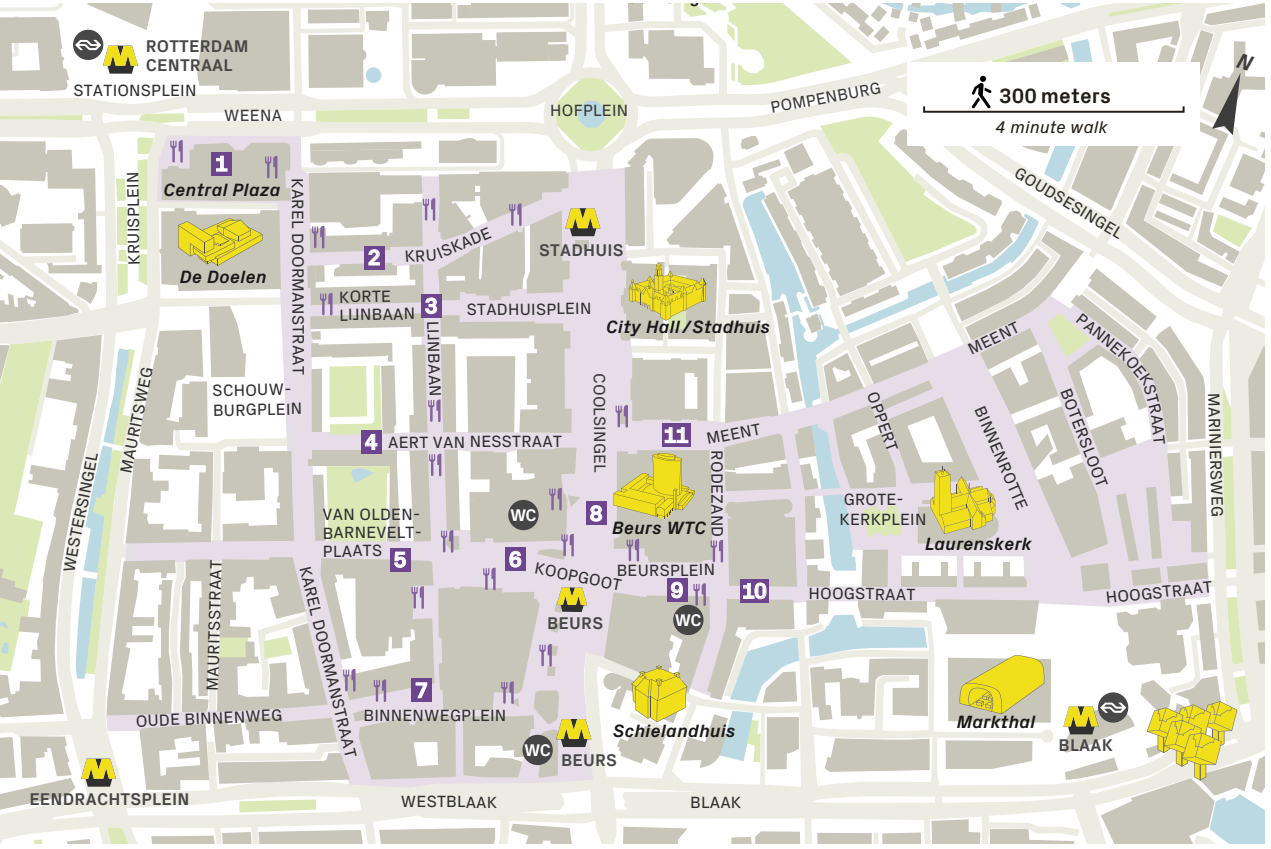 ROTTERDAM
CENTRAAL
STATIONSPLEIN
WEENA
HOFPLEIN
POMPENBURG
300 meters
4 minute walk
N
GOUDSESINGEL
1
Central Plaza
KRUISPLEIN
KAREL DOORMANSTRAAT
De Doelen
2
KRUISKADE
STADHUIS
KORTE
LIJNBAAN
3
LIJNBAAN
STADHUISPLEIN
City Hall/Stadhuis
MEENT
PANNEKOEKSTRAAT
SCHOUW-
BURGPLEIN
MAURITSWEG
WESTERSINGEL
COOLSINGEL
OPPERT
BINNENROTTE
BOTERSLOOT
MARINIERSWEG
4
AERT VAN NESSTRAAT
11
MEENT
RODEZAND
Beurs WTC
8
WC
GROTE-
KERKPLEIN
Laurenskerk
VAN OLDEN-
BARNEVELT-
PLAATS
5
6
KOOPGOOT
BEURSPLEIN
9
10
HOOGSTRAAT
HOOGSTRAAT
BEURS
WC
MAURITSSTRAAT
KAREL DOORMANSTRAAT
7
BINNENWEGPLEIN
OUDE BINNENWEG
Schielandhuis
Markthal
BLAAK
WC
BEURS
EENDRACHTSPLEIN
WESTBLAAK
BLAAK